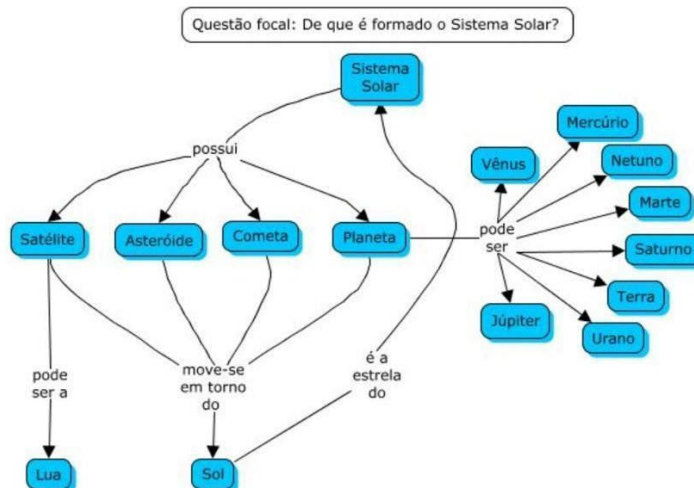 Questão focal: De que é formado o Sistema Solar?
Sistema
Solar
possui
Satélite
Asteróide
Cometa
Planeta
pode
ser
Vênus
Mercúrio
Netuno
Marte
Saturno
Terra
Urano
Júpiter
pode
ser a
move-se
em torno
do
é a
estrela
do
Lua
Sol